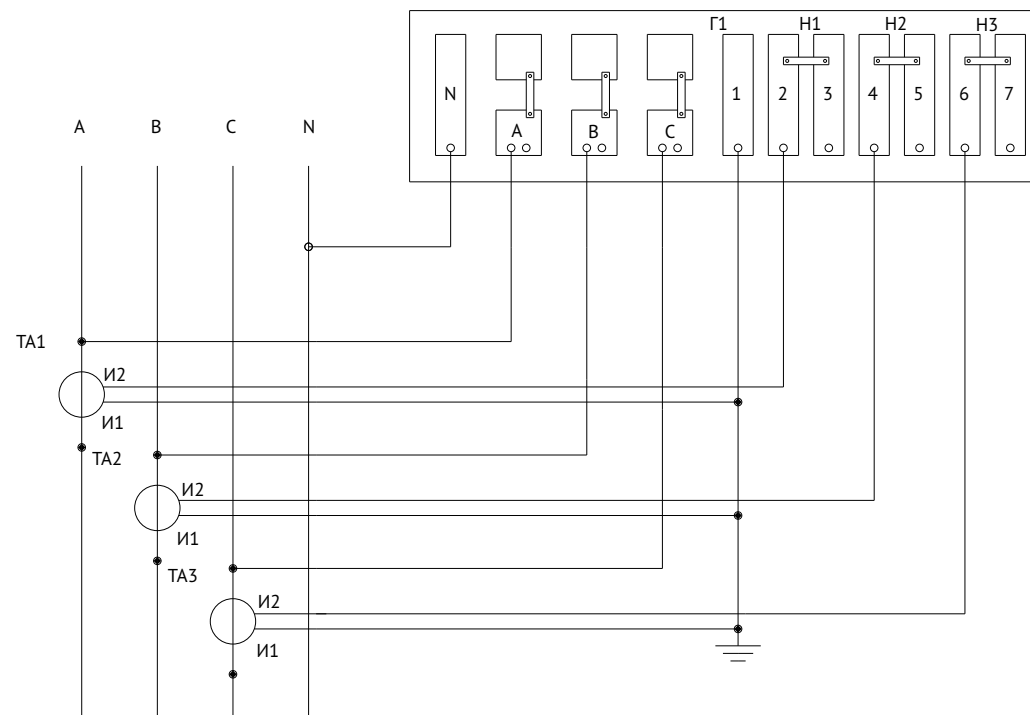 Г1 Н1 Н2 Н3
N 1 2 3 4 5 6 7
А В С N
А В С
ТА1
И2
И1
ТА2
И2
И1
ТА3
И2
И1